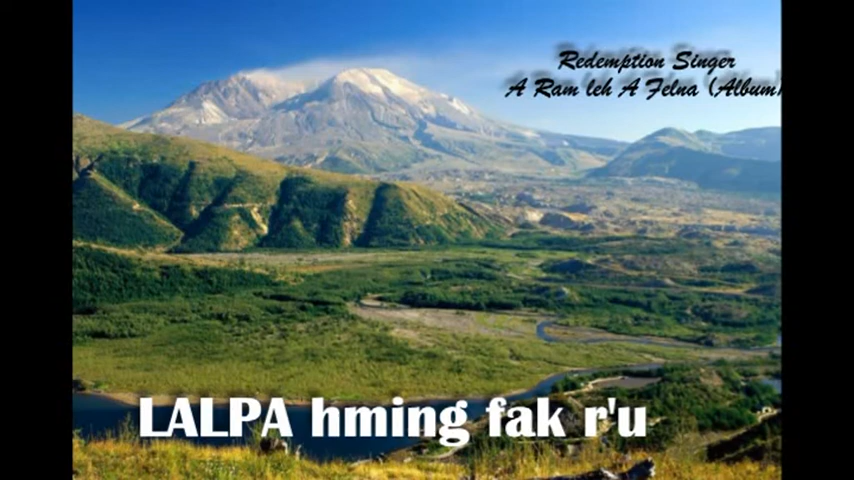 Redemption Singer
A Ram leh A Felna (Album)
LALPA hming fak r'u